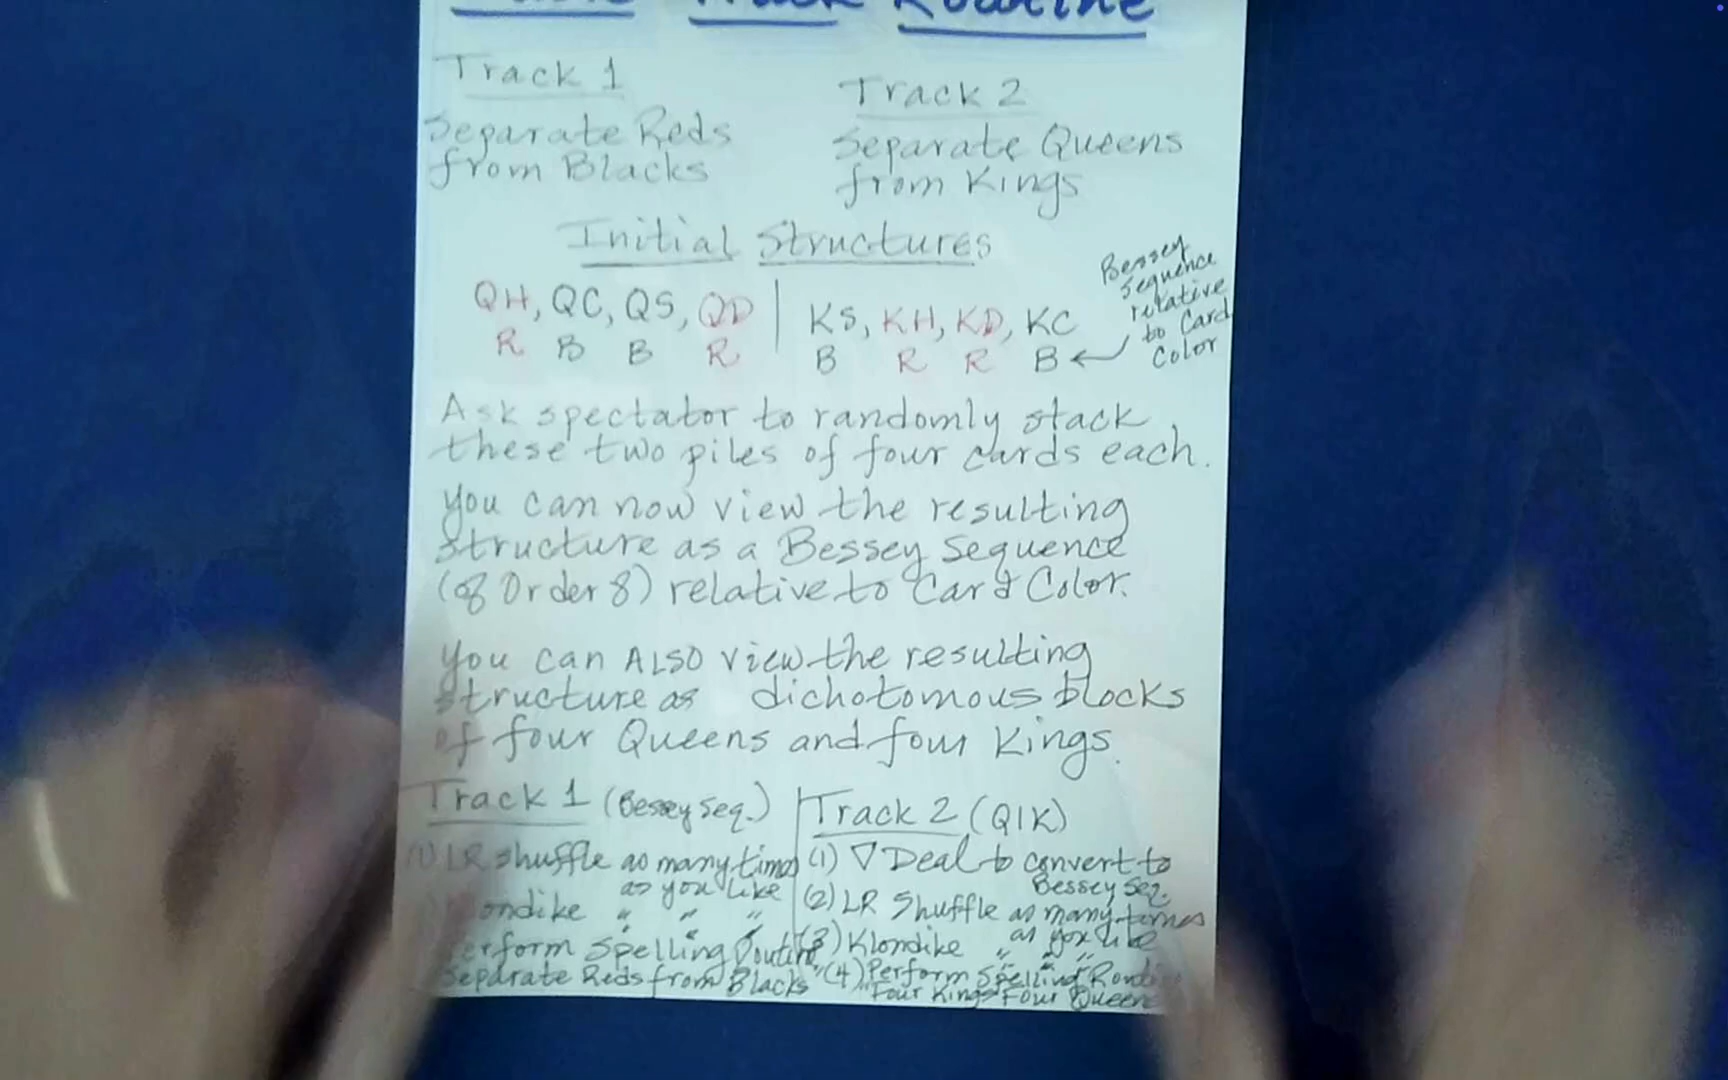 Track Routine
Track 1
Separate Reds
from Blacks
Track 2
Separate Queens
from Kings
Initial Structures
QH, QC, QS, QD | KS, KH, KD, KC
R B B R B R R B ←
Bessey
Sequence
relative
to Card
Color
Ask spectator to randomly stack
these two piles of four cards each.
You can now view the resulting
structure as a Bessey Sequence
(of Order 8) relative to Card Color.
You can ALSO view the resulting
structure as dichotomous blocks
of four Queens and four Kings.
Track 1 (Bessey Seq.)
(1) LR shuffle as many times
as you like
Klondike " " "
Perform Spelling Routine
"Separate Reds from Blacks"
Track 2 (Q|K)
(1) ▽ Deal to convert to
Bessey Seq.
(2) LR Shuffle as many times
as you like
(3) Klondike " " "
(4) Perform Spelling
"Four Kings Four Queens